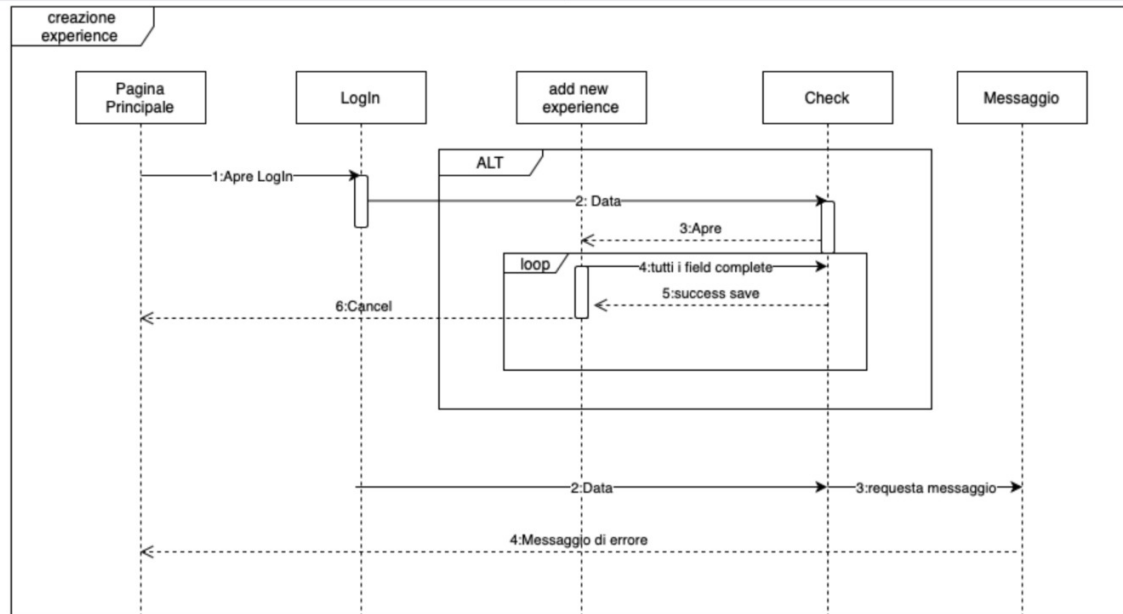 creazione
experience
Pagina
Principale
LogIn
add new
experience
Check
Messaggio
ALT
1:Apre LogIn
2: Data
3:Apre
loop
4:tutti i field complete
5:success save
6:Cancel
2:Data
3:requesta messaggio
4:Messaggio di errore